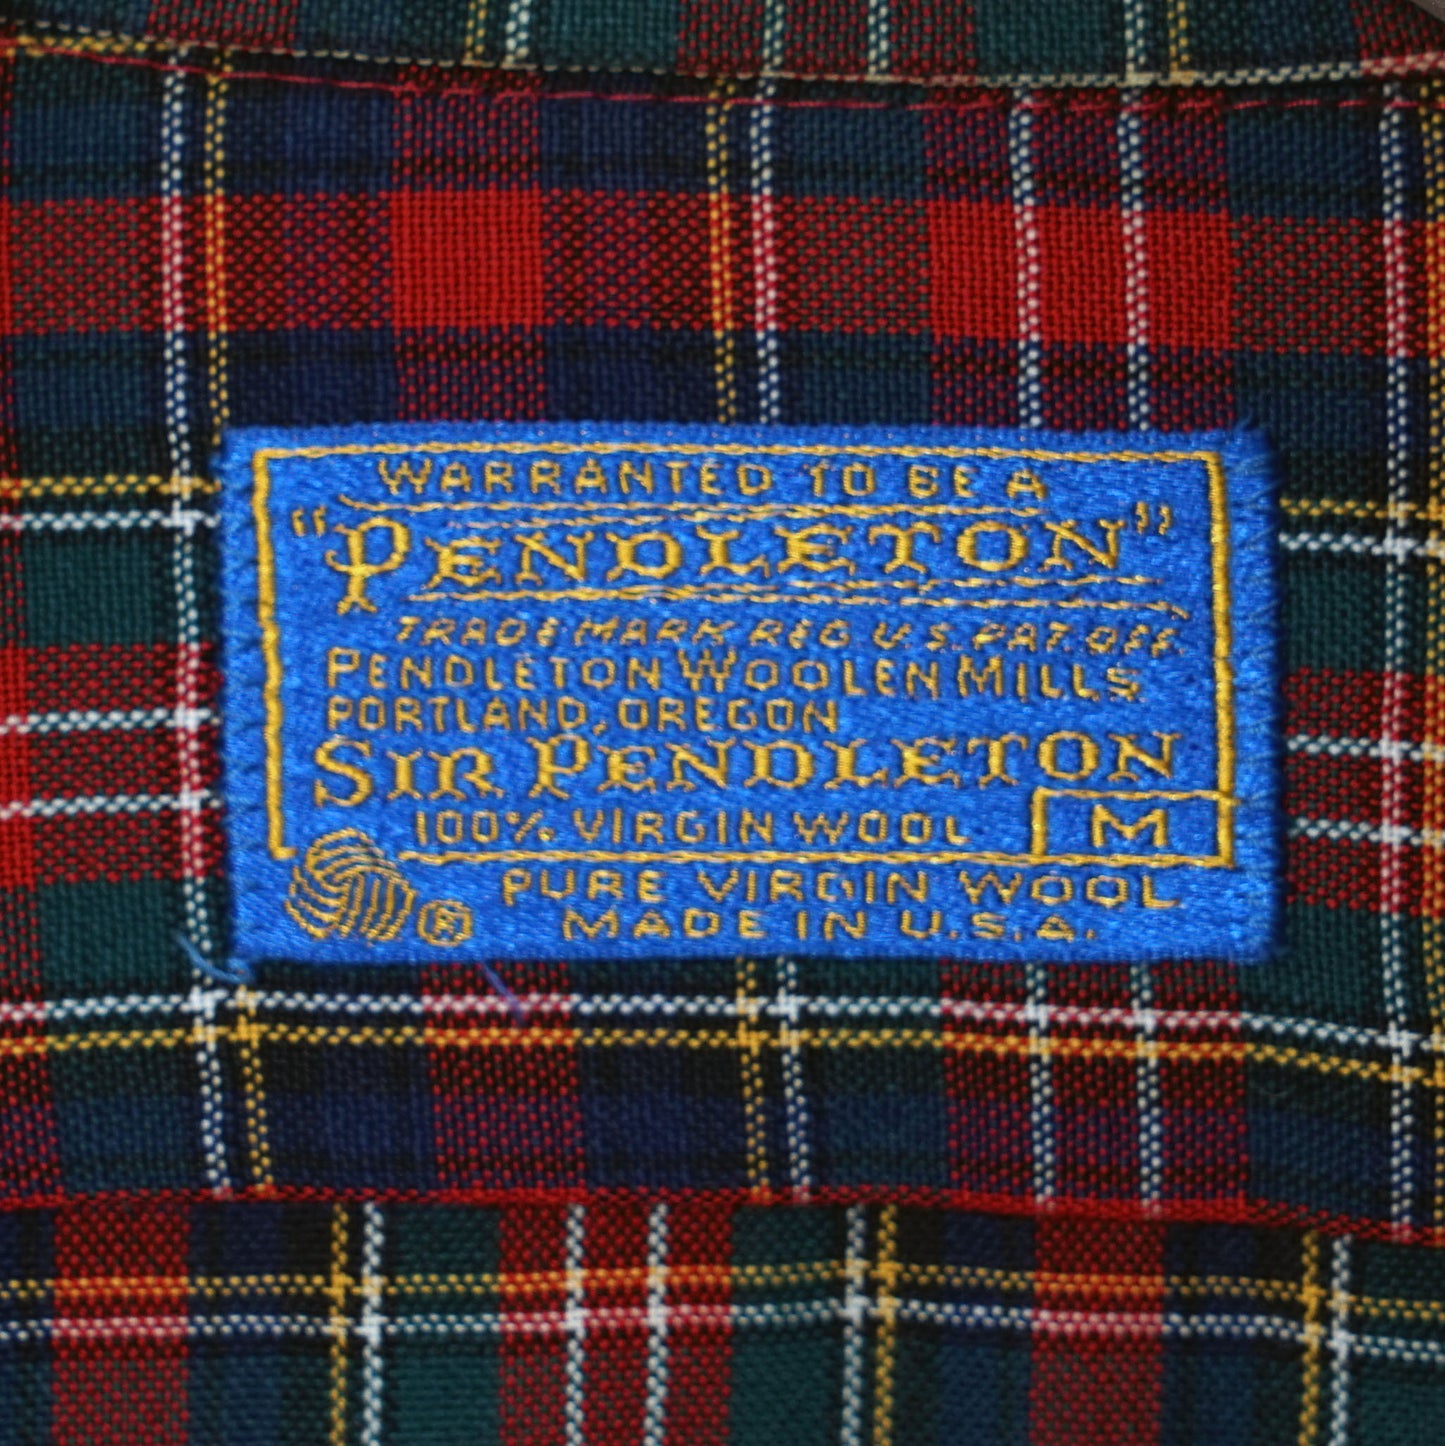 WARRANTED TO BE A
"PENDLETON"
TRADE MARK REG. U.S. PAT. OFF.
PENDLETON WOOLEN MILLS
PORTLAND, OREGON
SIR PENDLETON
100% VIRGIN WOOL M
® PURE VIRGIN WOOL
MADE IN U.S.A.